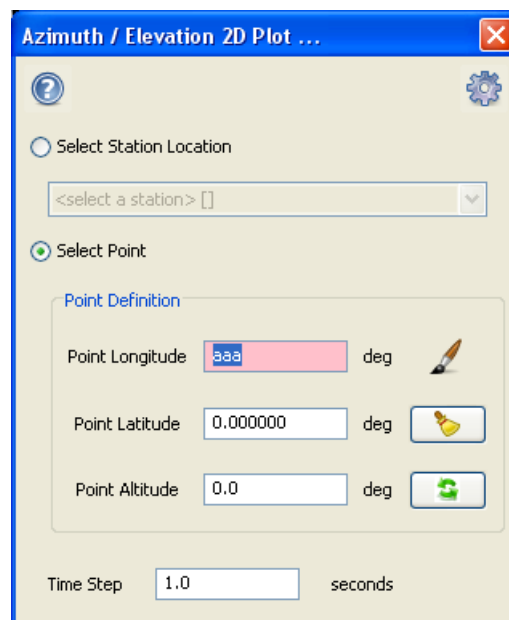 Azimuth / Elevation 2D Plot ...
Select Station Location
<select a station> []
Select Point
Point Definition
Point Longitude aaa deg
Point Latitude 0.000000 deg
Point Altitude 0.0 deg
Time Step 1.0 seconds